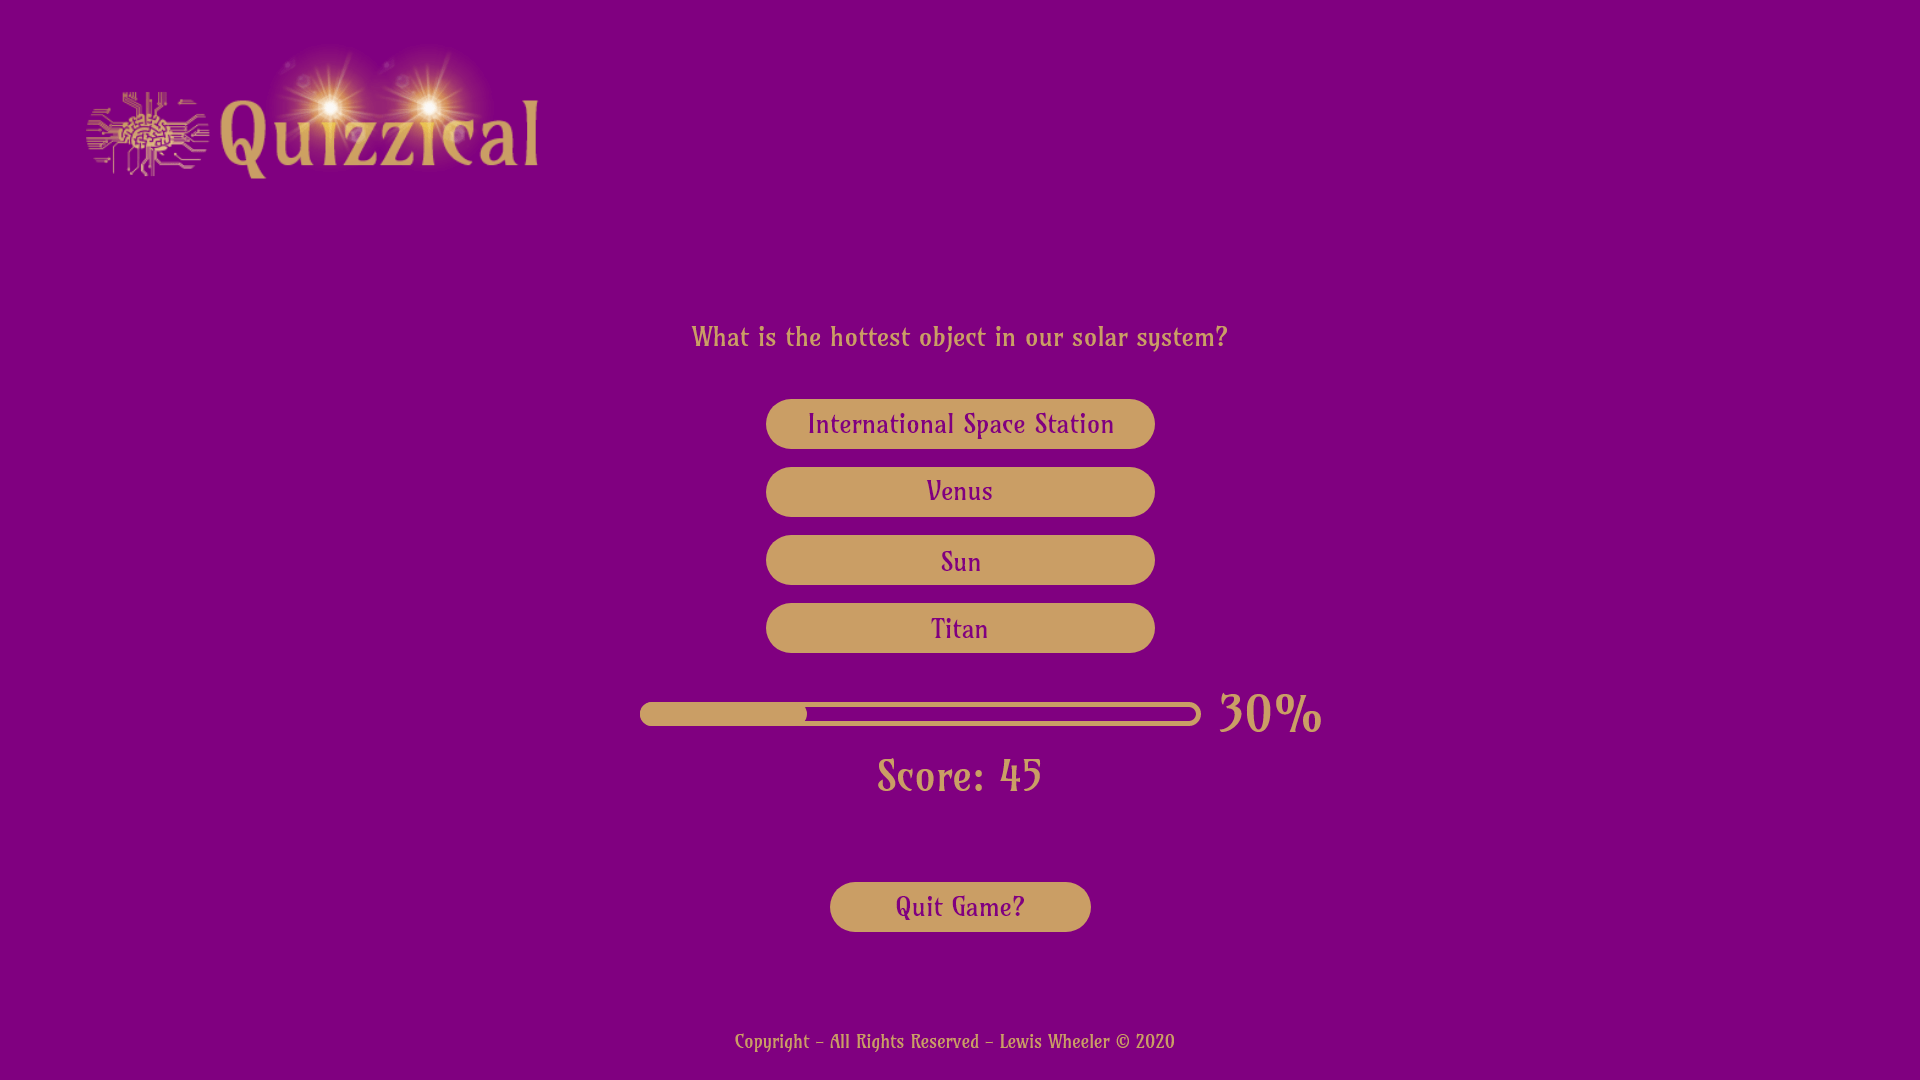 Quizzical
What is the hottest object in our solar system?
International Space Station
Venus
Sun
Titan
30%
Score: 45
Quit Game?
Copyright - All Rights Reserved - Lewis Wheeler © 2020